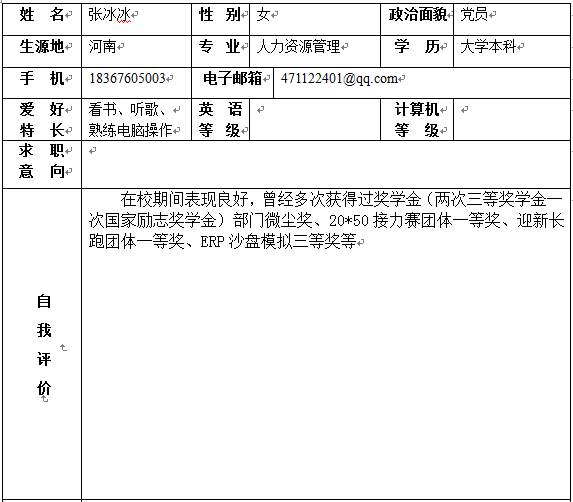 姓 名 张冰冰 性 别 女 政治面貌 党员
生源地 河南 专 业 人力资源管理 学 历 大学本科
手 机 18367605003 电子邮箱 471122401@qq.com
爱 好 看书、听歌、 英 语 计算机
特 长 熟练电脑操作 等 级 等 级
求 职
意 向
在校期间表现良好，曾经多次获得过奖学金（两次三等奖学金一
次国家励志奖学金）部门微尘奖、20*50接力赛团体一等奖、迎新长
跑团体一等奖、ERP沙盘模拟三等奖等
自
我
评
价